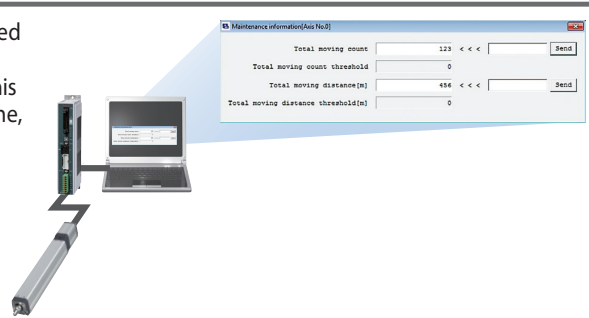 ed
his
ne,
Maintenance information[Axis No.0]
Total moving count 123 < < < Send
Total moving count threshold 0
Total moving distance[m] 456 < < < Send
Total moving distance threshold[m] 0